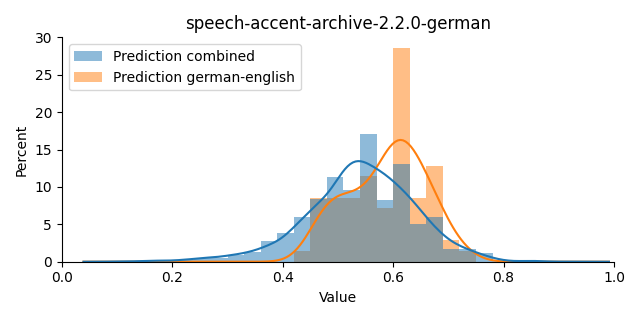 speech-accent-archive-2.2.0-german
30
25
20
15
10
5
0
Percent
Prediction combined
Prediction german-english
0.0 0.2 0.4 0.6 0.8 1.0
Value